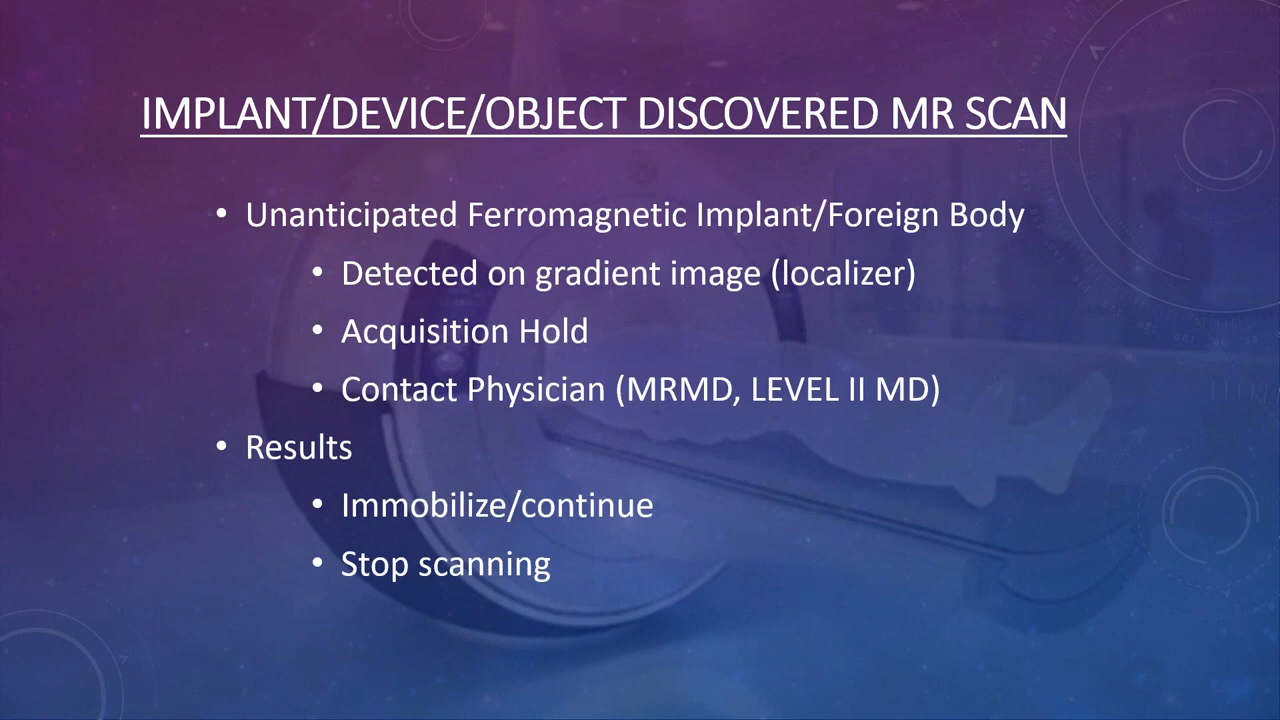 IMPLANT/DEVICE/OBJECT DISCOVERED MR SCAN
• Unanticipated Ferromagnetic Implant/Foreign Body
• Detected on gradient image (localizer)
• Acquisition Hold
• Contact Physician (MRMD, LEVEL II MD)
• Results
• Immobilize/continue
• Stop scanning